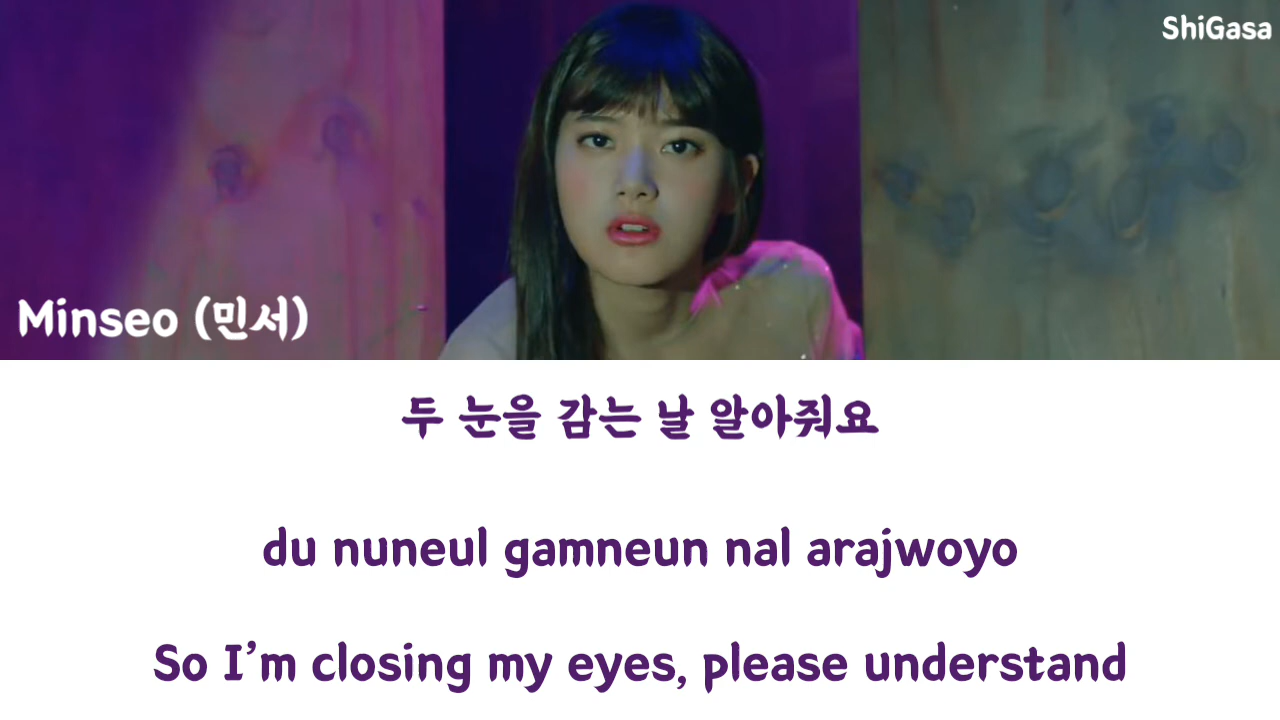 ShiGasa
Minseo (민서)
두 눈을 감는 날 알아줘요
du nuneul gamneun nal arajwoyo
So I’m closing my eyes, please understand